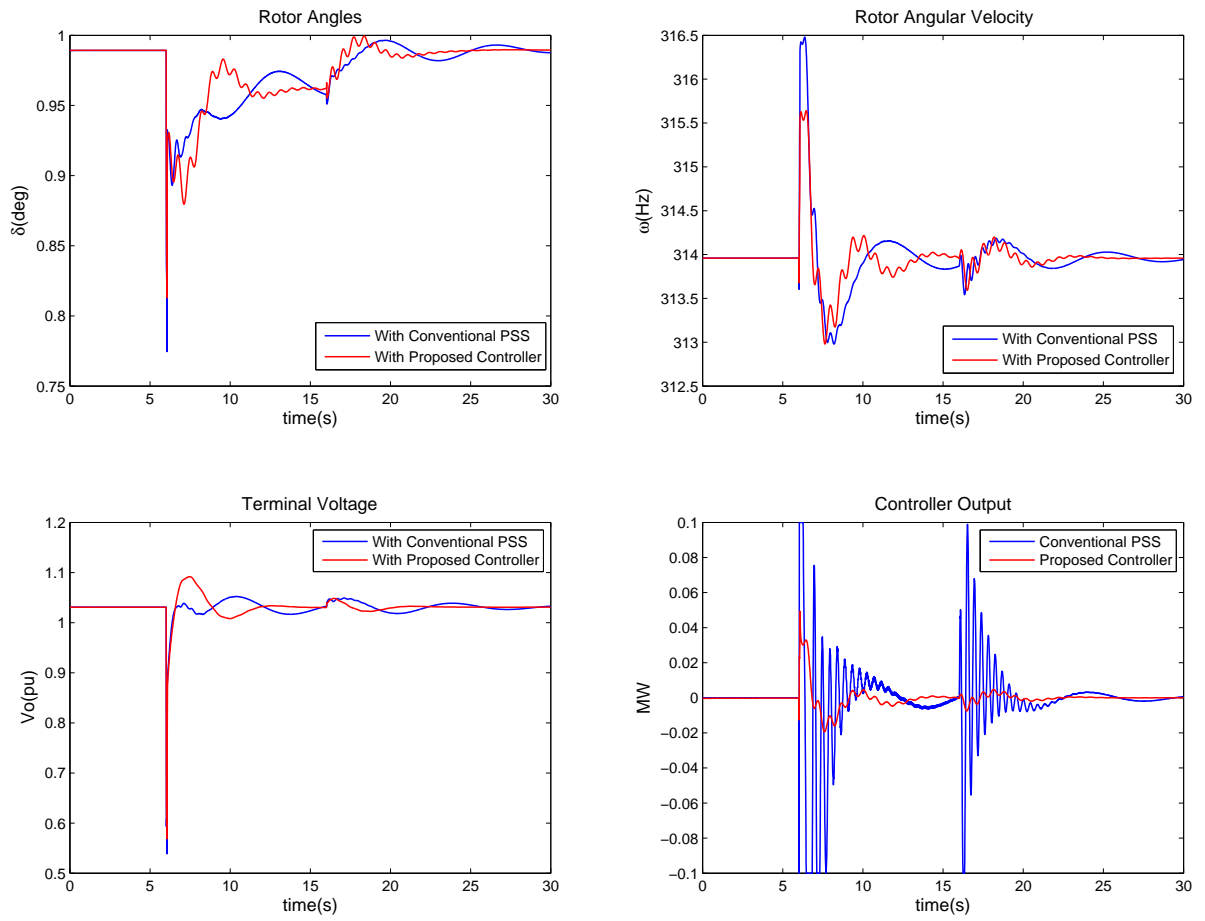 Rotor Angles
1
0.95
0.9
0.85
0.8
0.75
δ(deg)
With Conventional PSS
With Proposed Controller
0 5 10 15 20 25 30
time(s)
Rotor Angular Velocity
316.5
316
315.5
315
314.5
314
313.5
313
312.5
ω(Hz)
With Conventional PSS
With Proposed Controller
0 5 10 15 20 25 30
time(s)
Terminal Voltage
1.2
1.1
1
0.9
0.8
0.7
0.6
0.5
Vo(pu)
With Conventional PSS
With Proposed Controller
0 5 10 15 20 25 30
time(s)
Controller Output
0.1
0.08
0.06
0.04
0.02
0
−0.02
−0.04
−0.06
−0.08
−0.1
MW
Conventional PSS
Proposed Controller
0 5 10 15 20 25 30
time(s)